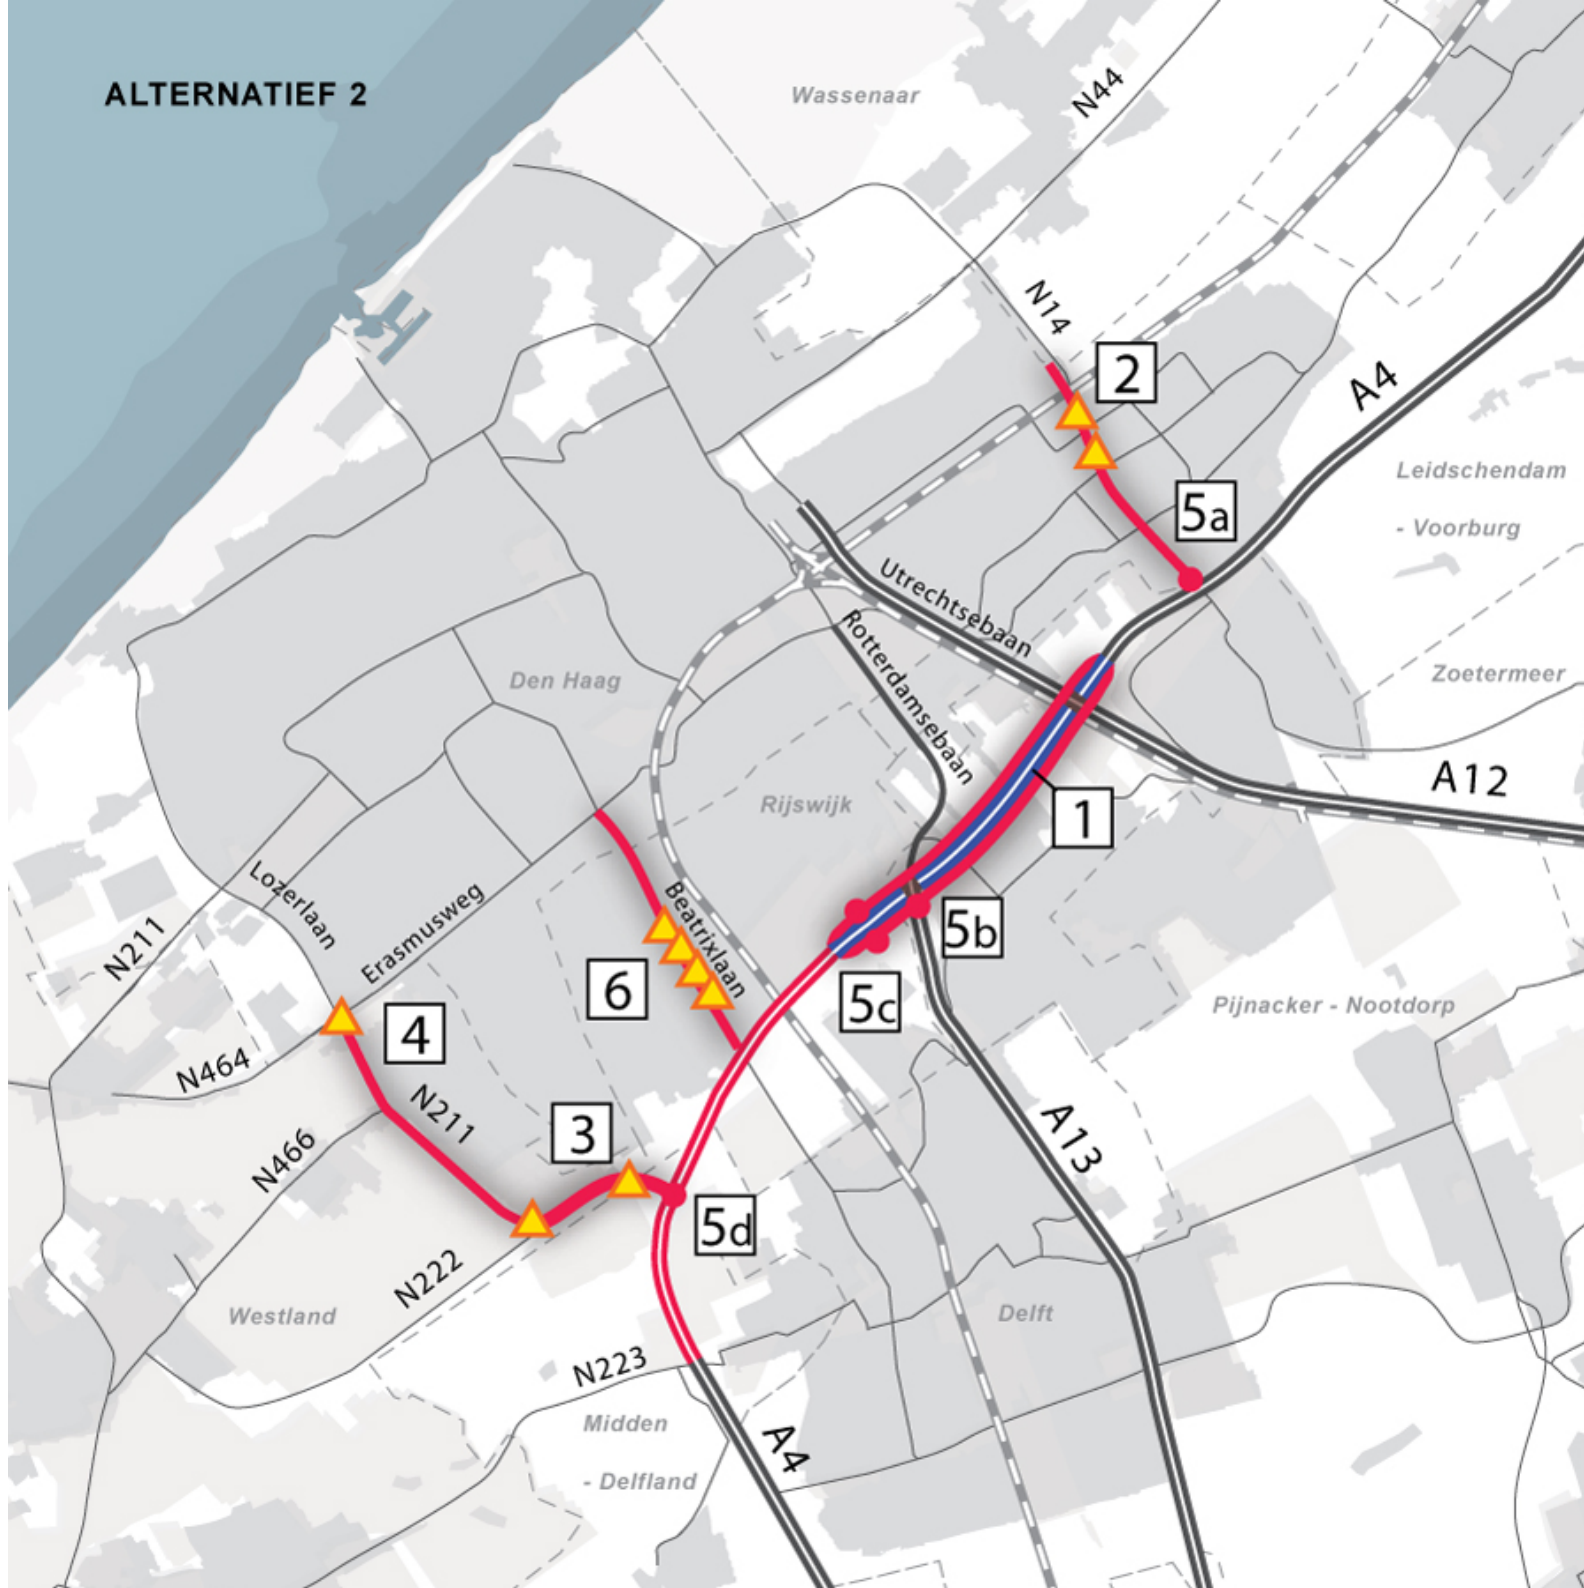 ALTERNATIEF 2
Wassenaar
N44
N14
2
A4
Leidschendam
- Voorburg
5a
Utrechtsebaan
Rotterdamsebaan
Den Haag
Zoetermeer
A12
Rijswijk
1
Lozerlaan
Erasmusweg
Beatrixlaan
N211
5b
6
5c
Pijnacker - Nootdorp
4
N464
N211
3
A13
N466
5d
N222
Westland
Delft
N223
Midden
- Delfland
A4